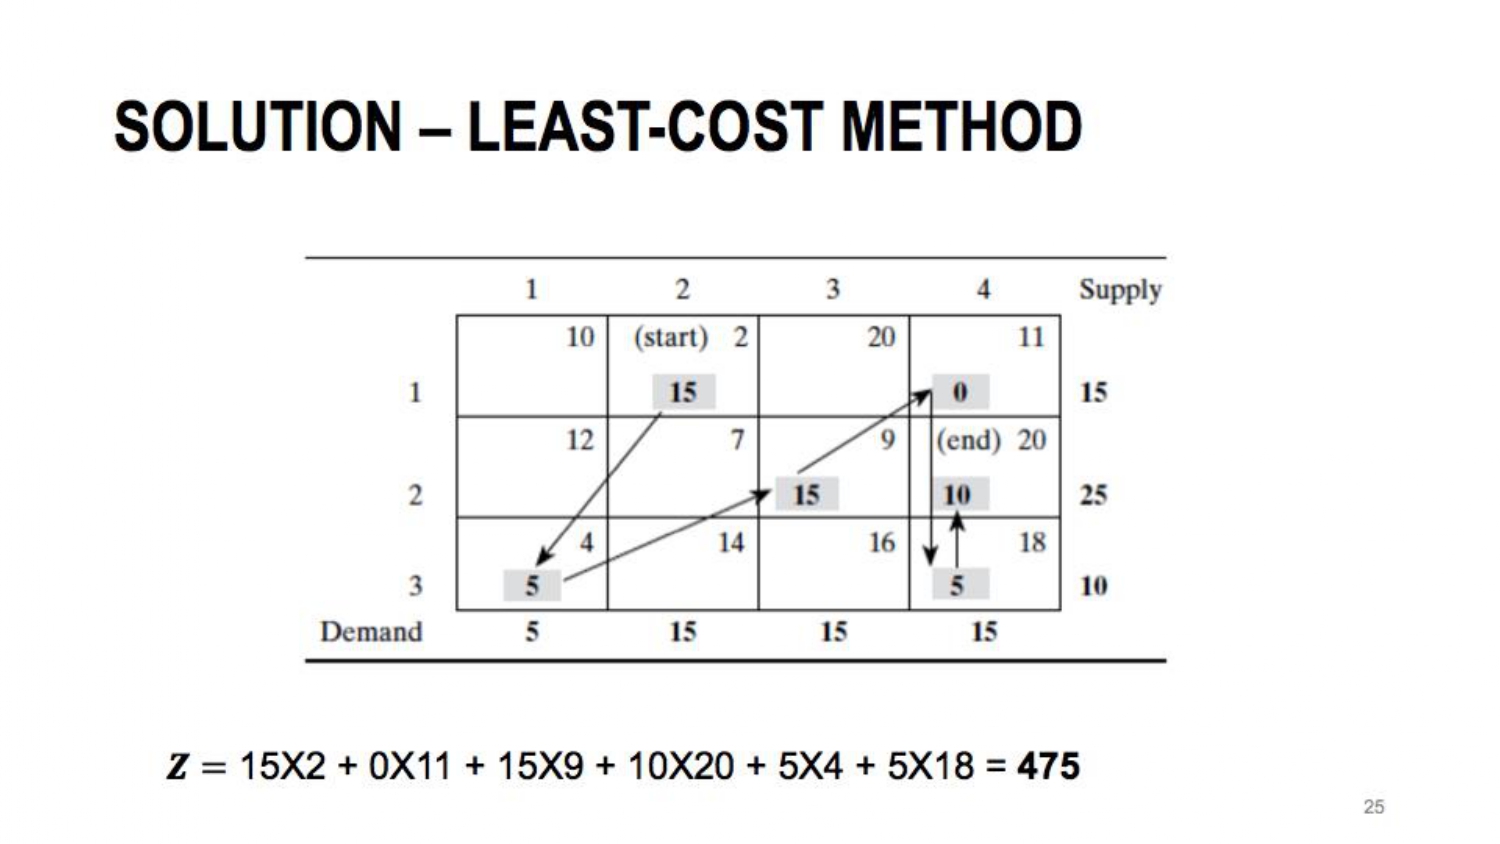 SOLUTION – LEAST-COST METHOD
1 2 3 4 Supply
10 (start) 2 20 11
1 15 0 15
12 7 9 (end) 20
2 15 10 25
4 14 16 18
3 5 5 10
Demand 5 15 15 15
Z = 15X2 + 0X11 + 15X9 + 10X20 + 5X4 + 5X18 = 475
25